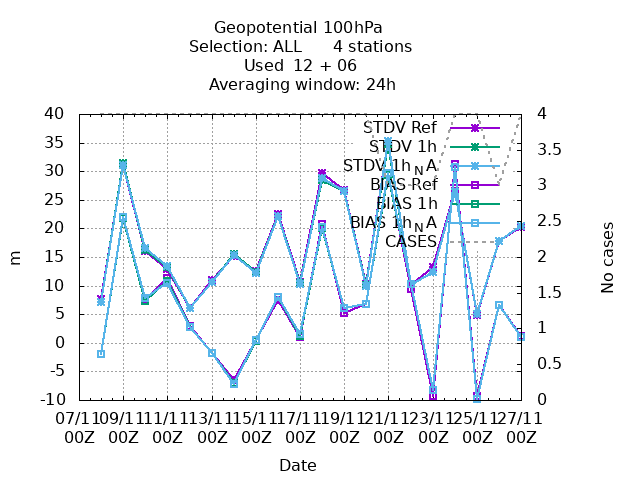 Geopotential 100hPa
Selection: ALL 4 stations
Used 12 + 06
Averaging window: 24h
40 4
STDV Ref
35 3.5
STDV 1h
STDV 1h N A
30 3
BIAS Ref
25 BIAS 1h 2.5
BIAS 1h N A
20 CASES
15 2
10 1.5
5 1
0
-5 0.5
-10 0
m
No cases
07/11 09/11 11/11 13/11 15/11 17/11 19/11 21/11 23/11 25/11 27/11
00Z 00Z 00Z 00Z 00Z 00Z 00Z 00Z 00Z 00Z 00Z
Date